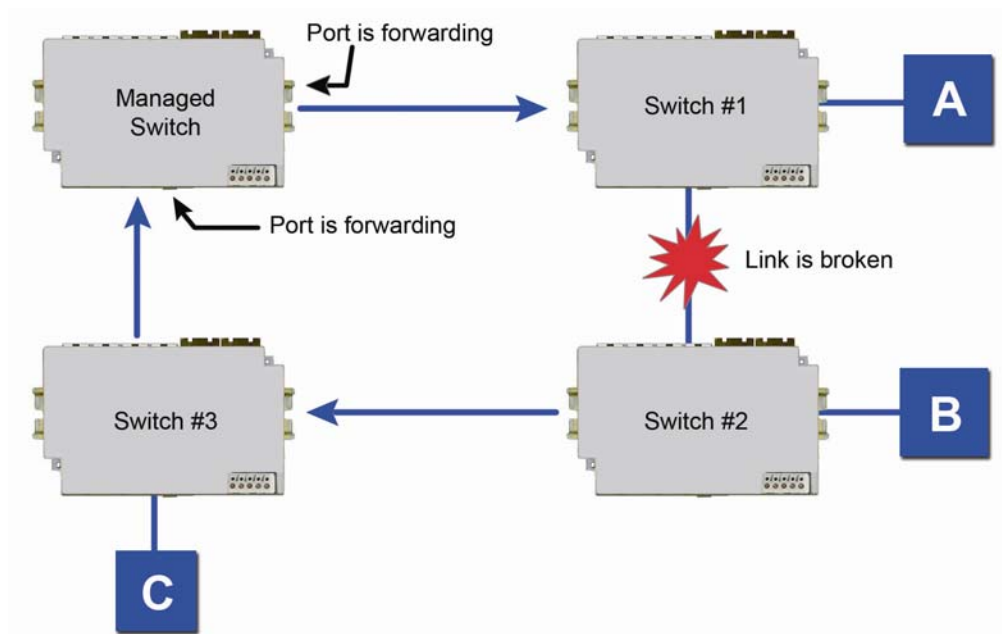 Port is forwarding
Managed
Switch
Switch #1
A
Port is forwarding
Link is broken
Switch #3
Switch #2
B
C